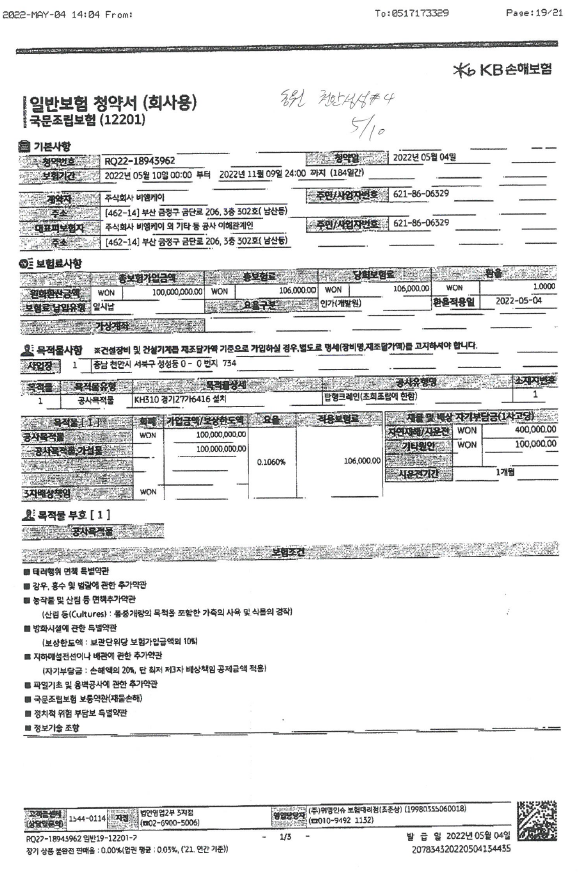 2022-MAY-04 14:04 From: To:0517173329 Page:19/21
KB손해보험
일반보험 청약서 (회사용)
국문조립보험 (12201)
5/10
기본사항
청약번호 RQ22-18943962 청약일 2022년 05월 04일
보험기간 2022년 05월 10일 00:00 부터 2022년 11월 09일 24:00 까지 (184일간)
계약자 주식회사 비엠케이 주민/사업자번호 621-86-06329
주소 [462-14] 부산 금정구 금단로 206, 3층 302호( 남산동)
대표피보험자 주식회사 비엠케이 외 기타 등 공사 이해관계인 주민/사업자번호 621-86-06329
주소 [462-14] 부산 금정구 금단로 206, 3층 302호( 남산동)
보험료사항
총보험가입금액 총보험료 당회보험료 환율
원화환산금액 WON 100,000,000.00 WON 106,000.00 WON 106,000.00 1.0000
보험료 납입유형 일시납 요율구분 인가(개발원) 환율적용일 2022-05-04
가상계좌
목적물사항 ※건설장비 및 건설기계를 재조달가액 기준으로 가입하실 경우,별도로 명세(장비명,재조달가액)를 고지하셔야 합니다.
사업장 1 충남 천안시 서북구 성성동 0 - 0 번지 734
목적물 목적물유형 목적물상세 공사유형명 소재지번호
1 공사목적물 KH310 경기27거6416 설치 탑형크레인(조회조립에 한함) 1
목적물 [ 1 ] 화폐 가입금액/보상한도액 요율 적용보험료 재물 및 배상 자기부담금(1사고당)
공사목적물 WON 100,000,000.00 자연재해/시운전 WON 400,000.00
공사목적물,가설물 100,000,000.00 0.1060% 106,000.00 기타원인 WON 100,000.00
시운전기간 1개월
3자배상책임 WON
목적물 부호 [ 1 ]
공사목적물
보험조건
■ 테러행위 면책 특별약관
■ 강우, 홍수 및 범람에 관한 추가약관
■ 농작물 및 산림 등 면책추가약관
(산림 등(Cultures) : 품종개량의 목적을 포함한 가축의 사육 및 식물의 경작)
■ 방화시설에 관한 특별약관
(보상한도액 : 보관단위당 보험가입금액의 10%)
■ 지하매설전선이나 배관에 관한 추가약관
(자기부담금 : 손해액의 20%, 단 최저 제3자 배상책임 공제금액 적용)
■ 파일기초 및 옹벽공사에 관한 추가약관
■ 국문조립보험 보통약관(재물손해)
■ 정치적 위험 부담보 특별약관
■ 정보기술 조항
고객콜센터 1544-0114 지점 법인영업2부 3지점 (☎02-6900-5006) 영업담당자 (☎010-9492 1132)
RQ22-18943962 일반19-12201-2 - 1/3 - 발 급 일 2022년 05월 04일
장기 상품 불완전 판매율 : 0.00%(업권 평균 : 0.03%, ('21. 연간 기준)) 20783432022050413443​5